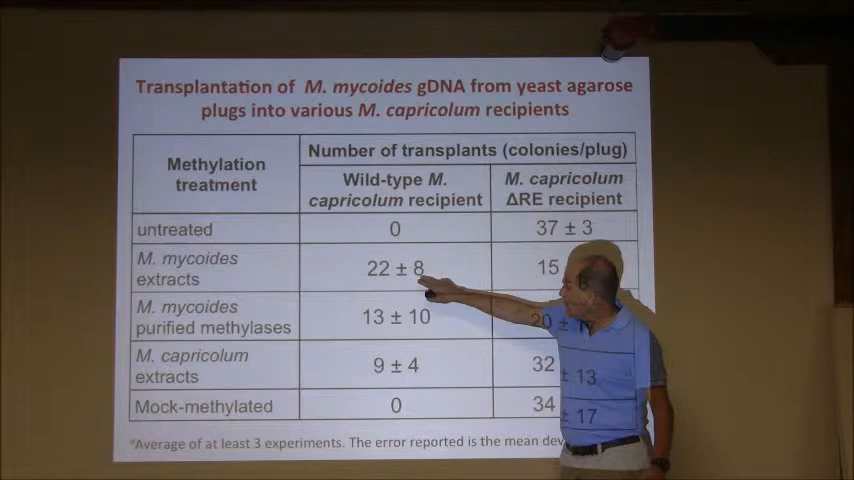 Transplantation of M. mycoides gDNA from yeast agarose
plugs into various M. capricolum recipients
Methylation
treatment
Number of transplants (colonies/plug)
Wild-type M.
capricolum recipient
M. capricolum
ΔRE recipient
untreated
0
37 ± 3
M. mycoides
extracts
22 ± 8
15
M. mycoides
purified methylases
13 ± 10
20 ±
M. capricolum
extracts
9 ± 4
32 ± 13
Mock-methylated
0
34 ± 17
*Average of at least 3 experiments. The error reported is the mean